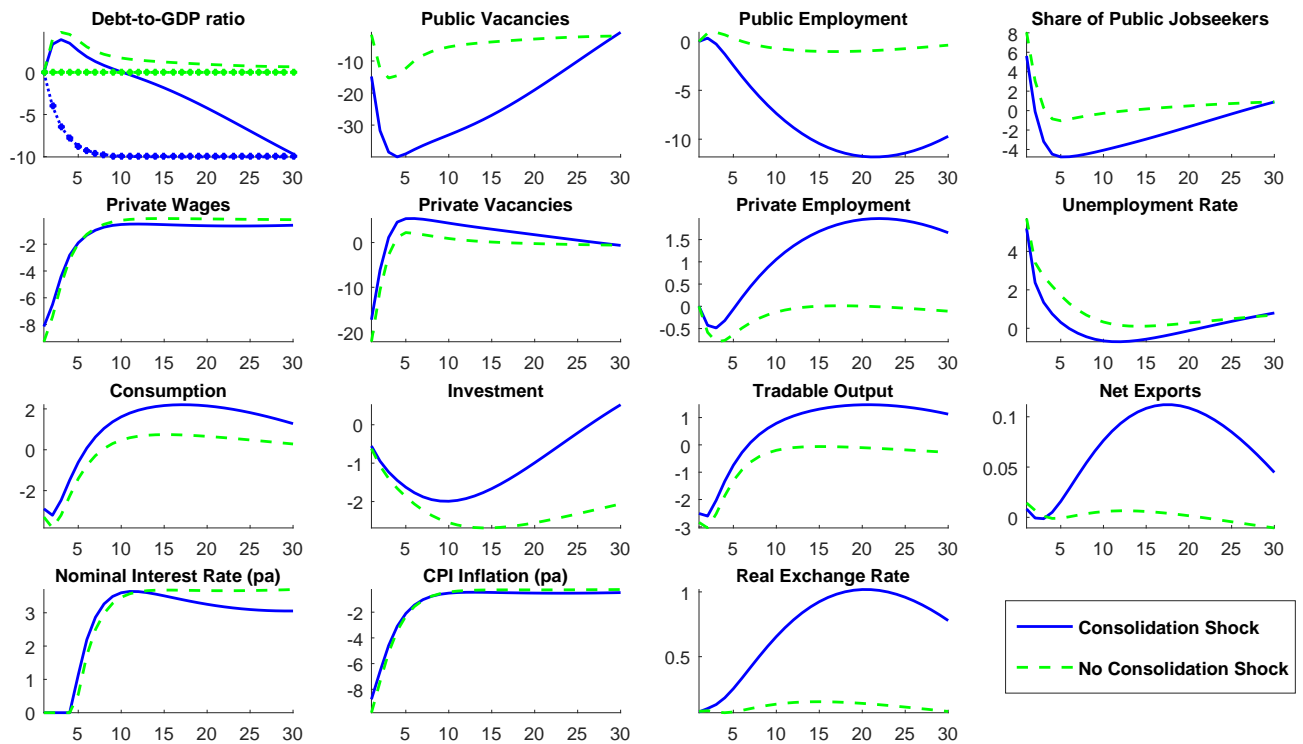 Debt-to-GDP ratio
0
-5
-10
5 10 15 20 25 30
Public Vacancies
-10
-20
-30
5 10 15 20 25 30
Public Employment
0
-5
-10
5 10 15 20 25 30
Share of Public Jobseekers
8
6
4
2
0
-2
-4
5 10 15 20 25 30
Private Wages
-2
-4
-6
-8
5 10 15 20 25 30
Private Vacancies
0
-10
-20
5 10 15 20 25 30
Private Employment
1.5
1
0.5
0
-0.5
5 10 15 20 25 30
Unemployment Rate
4
2
0
5 10 15 20 25 30
Consumption
2
0
-2
5 10 15 20 25 30
Investment
0
-1
-2
5 10 15 20 25 30
Tradable Output
1
0
-1
-2
-3
5 10 15 20 25 30
Net Exports
0.1
0.05
0
5 10 15 20 25 30
Nominal Interest Rate (pa)
3
2
1
0
5 10 15 20 25 30
CPI Inflation (pa)
-2
-4
-6
-8
5 10 15 20 25 30
Real Exchange Rate
1
0.5
5 10 15 20 25 30
Consolidation Shock
No Consolidation Shock